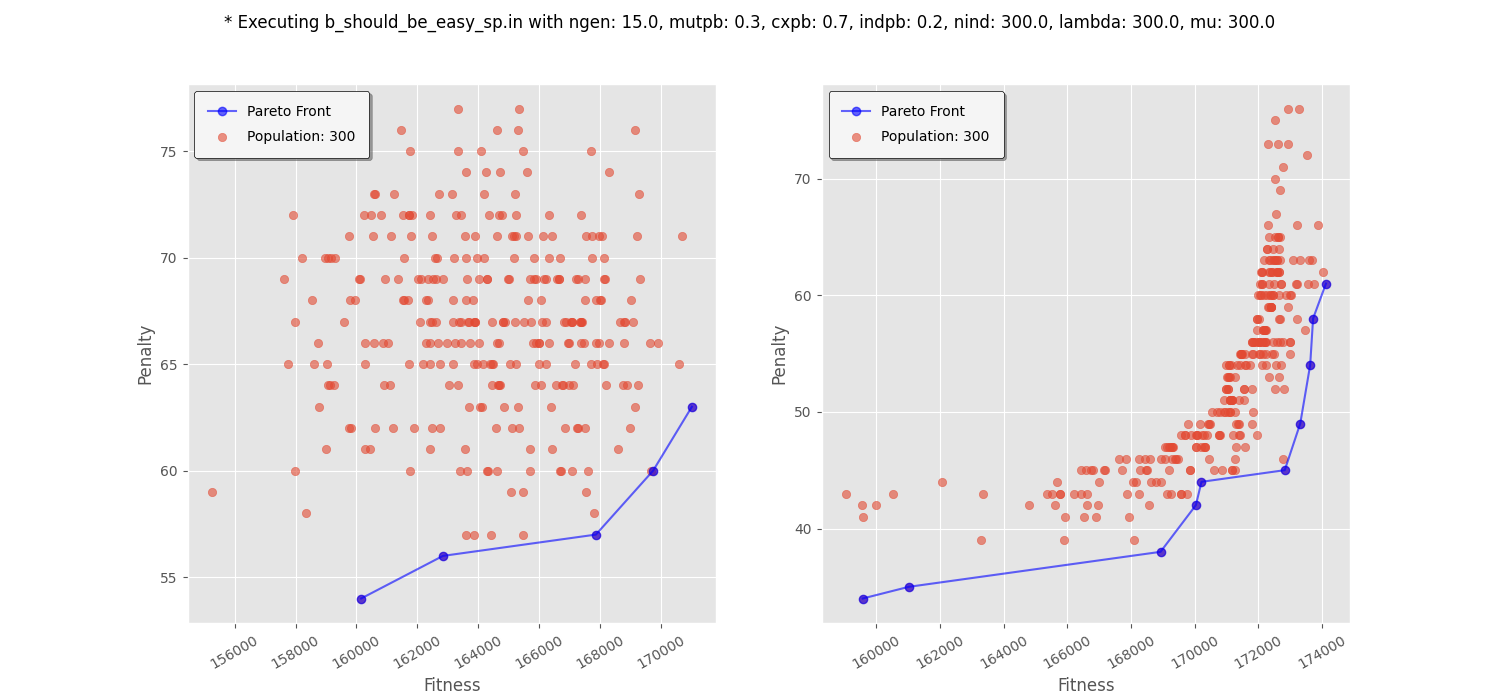 * Executing b_should_be_easy_sp.in with ngen: 15.0, mutpb: 0.3, cxpb: 0.7, indpb: 0.2, nind: 300.0, lambda: 300.0, mu: 300.0
Pareto Front
Population: 300
75
70
65
60
55
Penalty
156000
158000
160000
162000
164000
166000
168000
170000
Fitness
Pareto Front
Population: 300
70
60
50
40
Penalty
160000
162000
164000
166000
168000
170000
172000
174000
Fitness